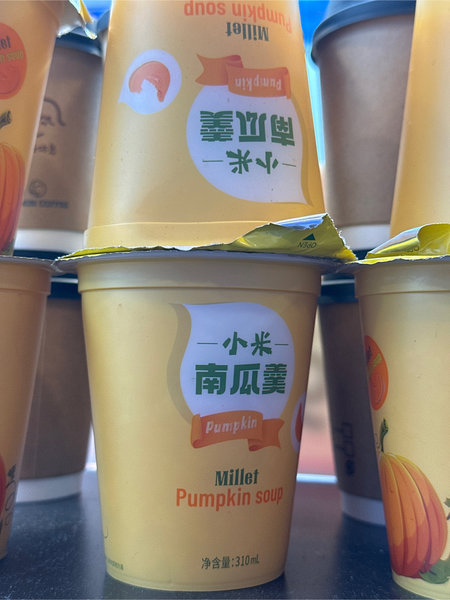 Pumpkin soup
Millet
Pumpkin
南瓜羹
小米
OPEN
小米
南瓜羹
Pumpkin
Millet
Pumpkin soup
净含量:310mL